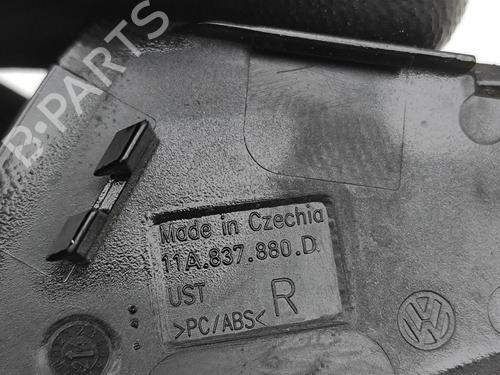 B-PARTS
Made in Czechia
11A.837.880.D
UST
R
>PC/ABS<